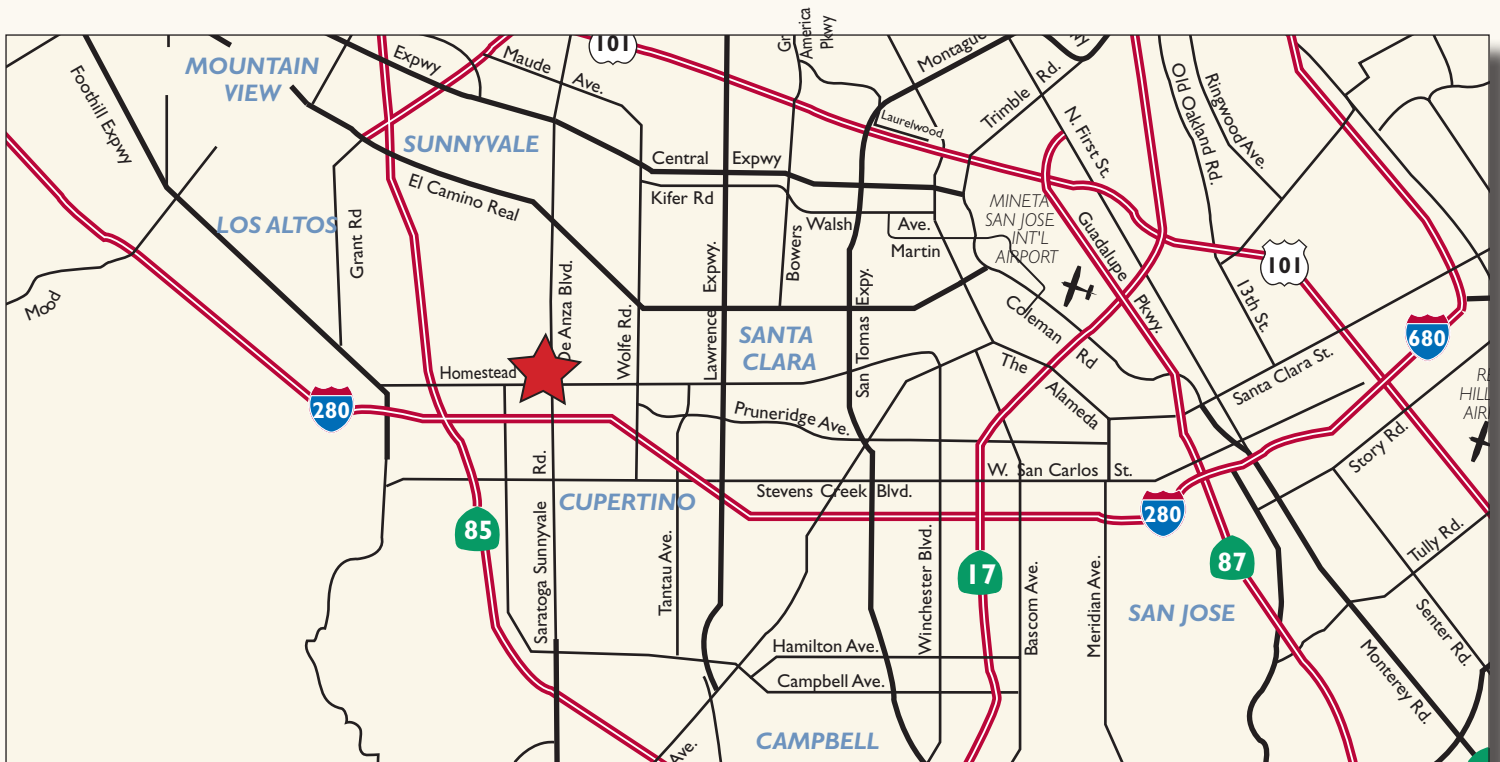 America
Pkwy
101
Montague
Expwy
Maude Ave.
MOUNTAIN
VIEW
Foothill Expwy
Trimble Rd.
Old Oakland Rd.
Ringwood Ave.
Laurelwood
N. First St.
SUNNYVALE
Central Expwy
El Camino Real
Kifer Rd
LOS ALTOS
Grant Rd
Walsh Ave.
Martin
Bowers
MINETA
SAN JOSE
INT'L
AIRPORT
Guadalupe Pkwy.
101
13th St.
Mood
De Anza Blvd.
Wolfe Rd.
Lawrence Expwy.
SANTA
CLARA
San Tomas Expy.
Coleman Rd
The Alameda
680
Santa Clara St.
Homestead
280
Pruneridge Ave.
Story Rd.
HILL
W. San Carlos St.
Stevens Creek Blvd.
CUPERTINO
280
85
Saratoga Sunnyvale Rd.
Tantau Ave.
Winchester Blvd.
17
Bascom Ave.
Meridian Ave.
87
Tully Rd.
SAN JOSE
Senter Rd.
Monterey Rd.
Hamilton Ave.
Campbell Ave.
CAMPBELL
Ave.